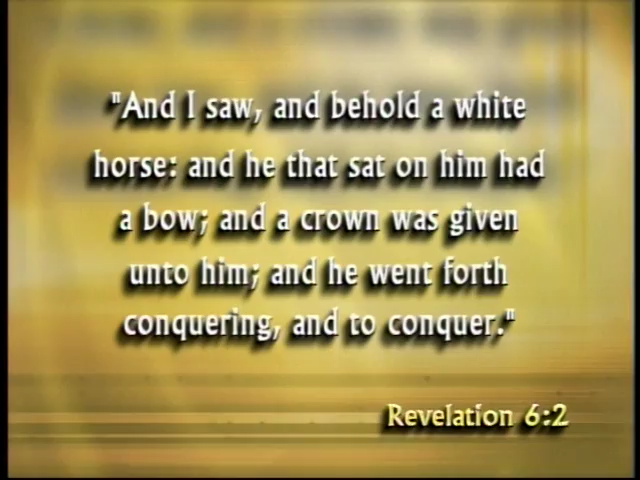 "And I saw, and behold a white
horse: and he that sat on him had
a bow; and a crown was given
unto him; and he went forth
conquering, and to conquer."
Revelation 6:2